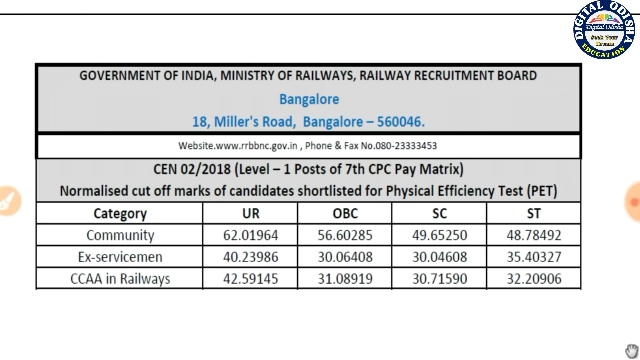 DIGITAL ODISHA
EDUCATION
GOVERNMENT OF INDIA, MINISTRY OF RAILWAYS, RAILWAY RECRUITMENT BOARD
Bangalore
18, Miller's Road, Bangalore – 560046.
Website.www.rrbbnc.gov.in , Phone & Fax No.080-23333453
CEN 02/2018 (Level – 1 Posts of 7th CPC Pay Matrix)
Normalised cut off marks of candidates shortlisted for Physical Efficiency Test (PET)
Category UR OBC SC ST
Community 62.01964 56.60285 49.65250 48.78492
Ex-servicemen 40.23986 30.06408 30.04608 35.40327
CCAA in Railways 42.59145 31.08919 30.71590 32.20906